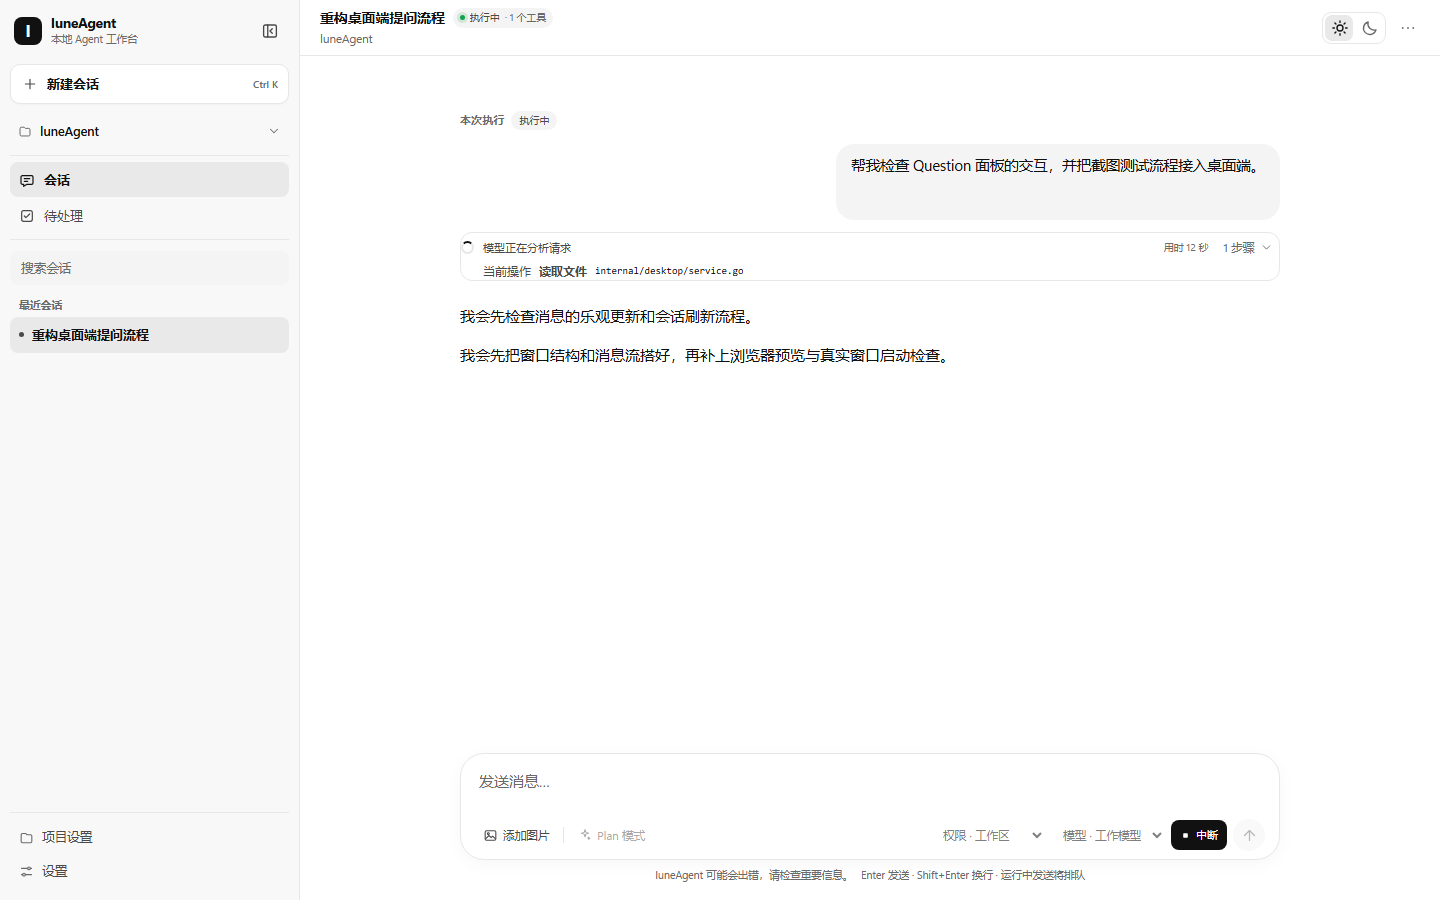 I
luneAgent
本地 Agent 工作台
新建会话
Ctrl K
luneAgent
会话
待处理
搜索会话
最近会话
重构桌面端提问流程
项目设置
设置
重构桌面端提问流程
执行中 · 1 个工具
luneAgent
本次执行
执行中
帮我检查 Question 面板的交互，并把截图测试流程接入桌面端。
模型正在分析请求
用时 12 秒
1 步骤
当前操作 读取文件 internal/desktop/service.go
我会先检查消息的乐观更新和会话刷新流程。
我会先把窗口结构和消息流搭好，再补上浏览器预览与真实窗口启动检查。
发送消息...
添加图片
Plan 模式
权限 · 工作区
模型 · 工作模型
中断
luneAgent 可能会出错，请检查重要信息。 Enter 发送 · Shift+Enter 换行 · 运行中发送将排队